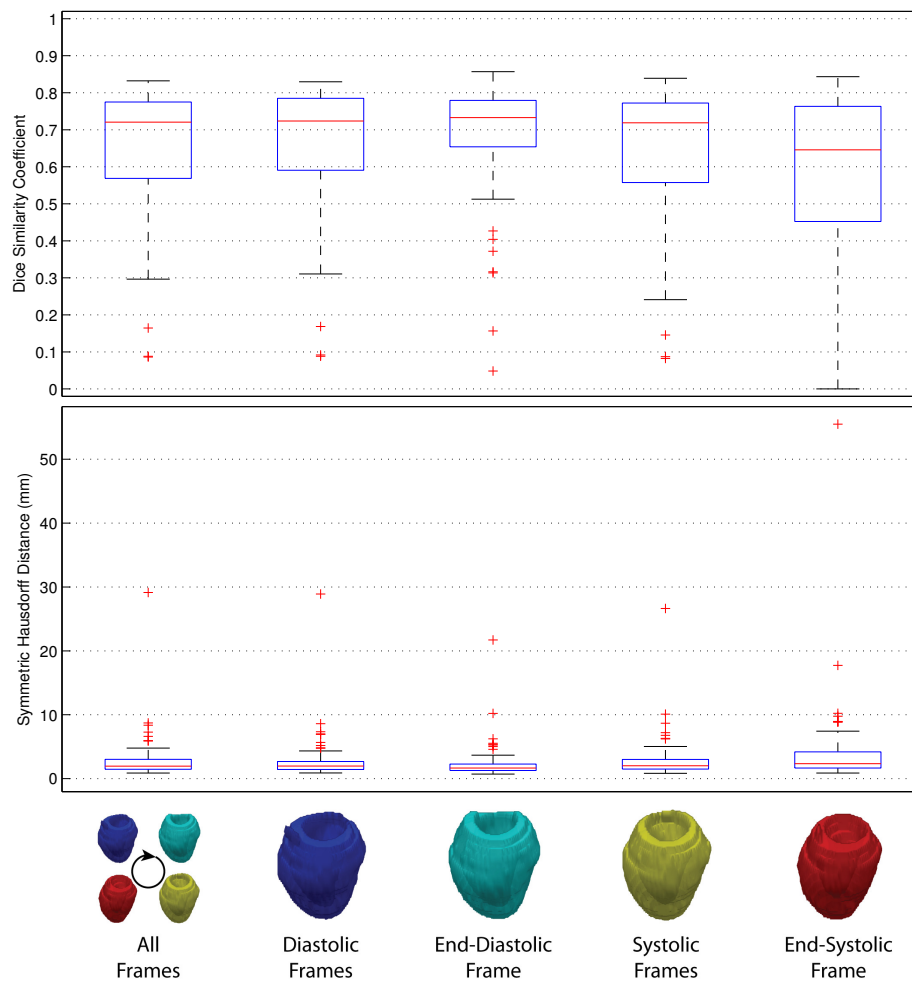 1
0.9
0.8
0.7
0.6
0.5
0.4
0.3
0.2
0.1
0
Dice Similarity Coefficient
50
40
30
20
10
0
Symmetric Hausdorff Distance (mm)
All
Frames
Diastolic
Frames
End-Diastolic
Frame
Systolic
Frames
End-Systolic
Frame